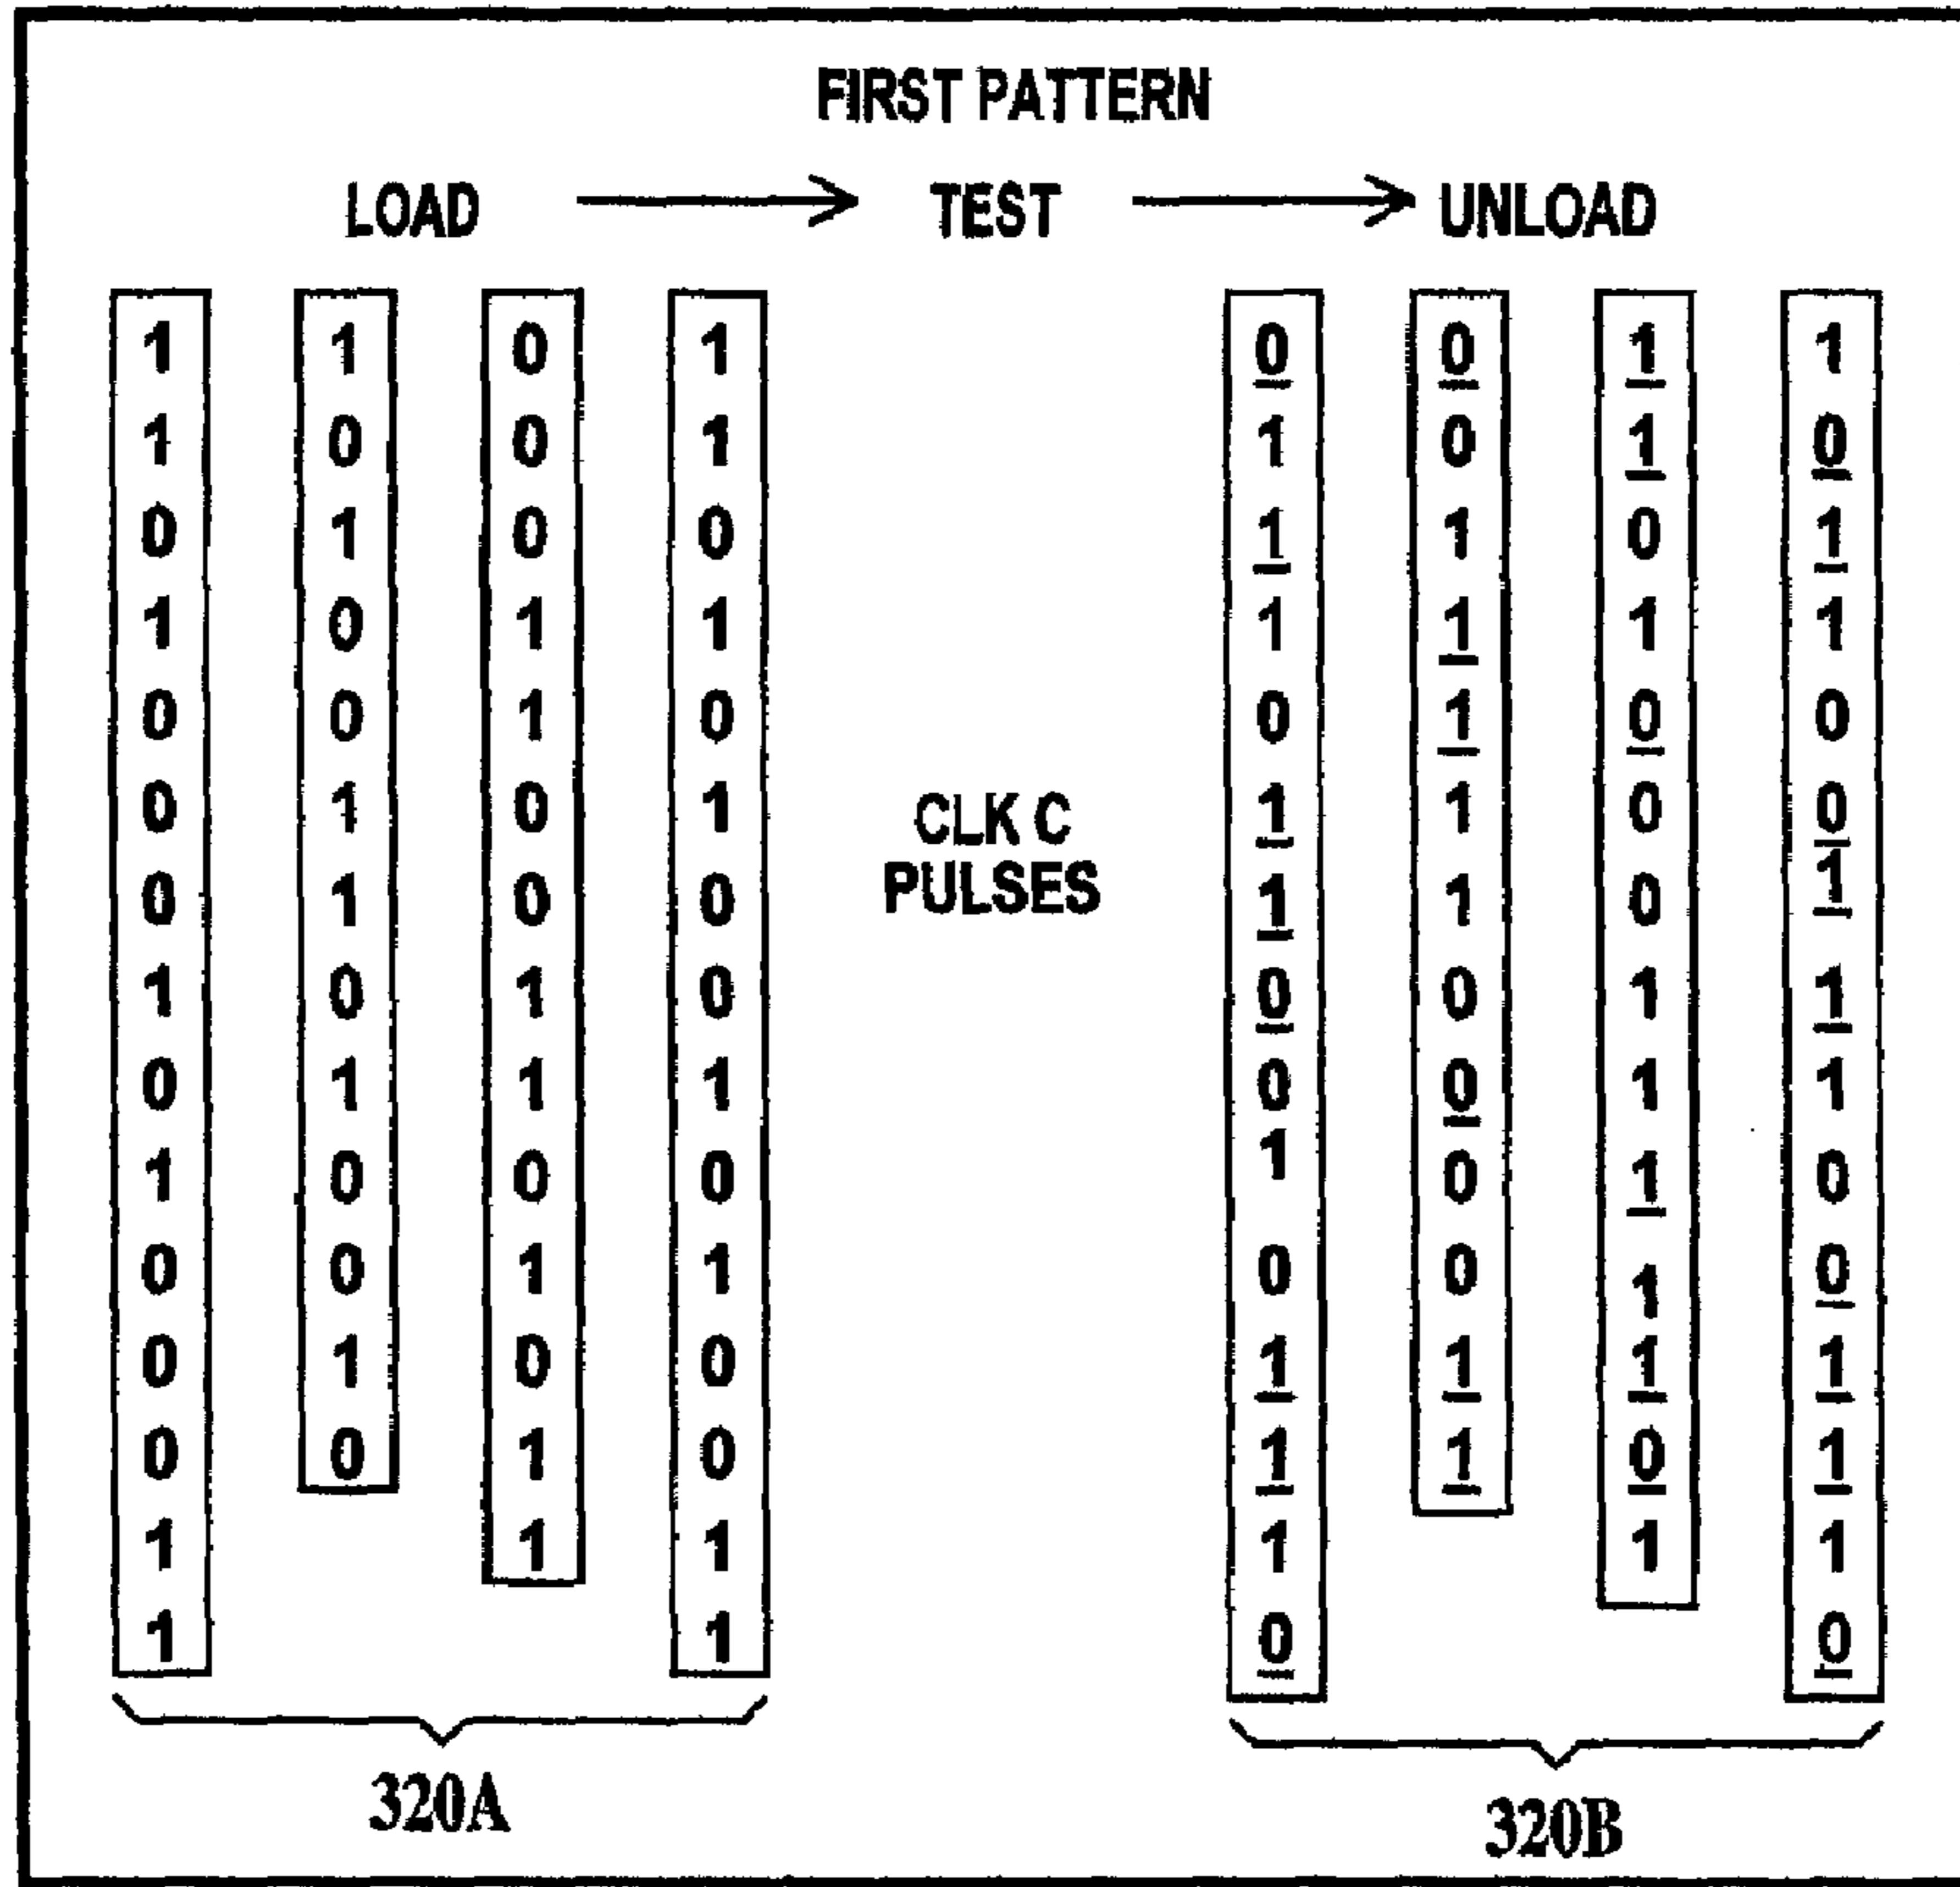 FIRST PATTERN
LOAD TEST UNLOAD
1 1 0 1 0 0 1 1
1 0 0 1 1 0 1 0
0 1 0 0 1 1 0 1
1 0 1 1 1 1 1 1
0 0 1 0 0 1 0 0
0 1 0 1 1 1 0 0
CLK C
PULSES
0 1 0 0 1 1 0 1
1 0 1 0 0 0 1 1
0 1 1 1 0 0 1 1
1 0 0 0 1 0 1 0
0 0 1 1 0 0 1 0
0 1 0 0 1 1 1 1
0 0 1 0 1 1 0 1
1 1 1 1 1 1
1 1 0 0
320A
320B